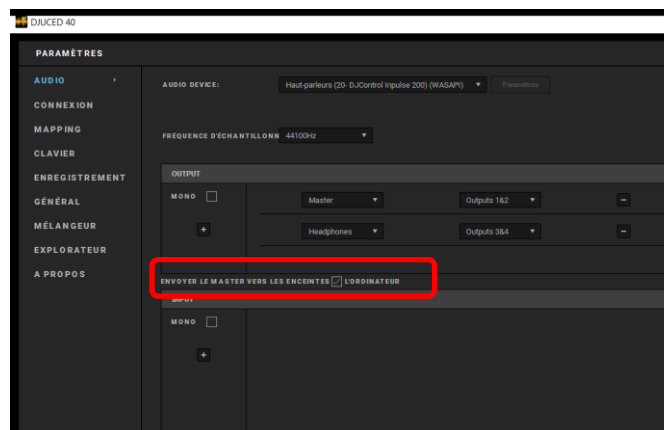 DJUCED 40
PARAMÈTRES
AUDIO
AUDIO DEVICE: Haut-parleurs (20- DJControl Inpulse 200) (WASAPI) Paramètres
CONNEXION
MAPPING
FRÉQUENCE D'ÉCHANTILLONN 44100Hz
CLAVIER
ENREGISTREMENT
OUTPUT
GÉNÉRAL
MONO Master Outputs 1&2 -
MÉLANGEUR
+ Headphones Outputs 3&4 -
EXPLORATEUR
A PROPOS
ENVOYER LE MASTER VERS LES ENCEINTES L'ORDINATEUR
INPUT
MONO
+